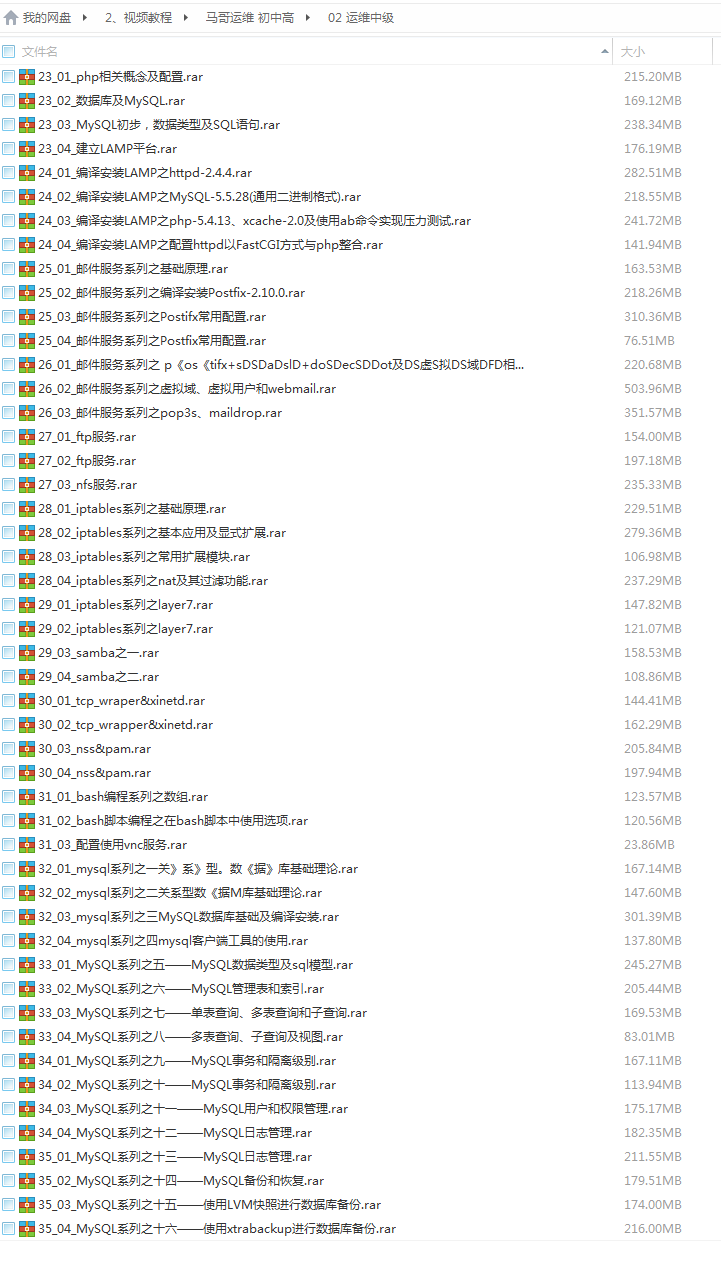 我的网盘 2、视频教程 马哥运维 初中高 02 运维中级
文件名 大小
23_01_php相关概念及配置.rar 215.20MB
23_02_数据库及MySQL.rar 169.12MB
23_03_MySQL初步，数据类型及SQL语句.rar 238.34MB
23_04_建立LAMP平台.rar 176.19MB
24_01_编译安装LAMP之httpd-2.4.4.rar 282.51MB
24_02_编译安装LAMP之MySQL-5.5.28(通用二进制格式).rar 218.55MB
24_03_编译安装LAMP之php-5.4.13、xcache-2.0及使用ab命令实现压力测试.rar 241.72MB
24_04_编译安装LAMP之配置httpd以FastCGI方式与php整合.rar 141.94MB
25_01_邮件服务系列之基础原理.rar 163.53MB
25_02_邮件服务系列之编译安装Postfix-2.10.0.rar 218.26MB
25_03_邮件服务系列之Postifx常用配置.rar 310.36MB
25_04_邮件服务系列之Postfix常用配置.rar 76.51MB
26_01_邮件服务系列之 p《os《tifx+sDSDaDslD+doSDecSDDot及DS虚S拟DS域DFD相... 220.68MB
26_02_邮件服务系列之虚拟域、虚拟用户和webmail.rar 503.96MB
26_03_邮件服务系列之pop3s、maildrop.rar 351.57MB
27_01_ftp服务.rar 154.00MB
27_02_ftp服务.rar 197.18MB
27_03_nfs服务.rar 235.33MB
28_01_iptables系列之基础原理.rar 229.51MB
28_02_iptables系列之基本应用及显式扩展.rar 279.36MB
28_03_iptables系列之常用扩展模块.rar 106.98MB
28_04_iptables系列之nat及其过滤功能.rar 237.29MB
29_01_iptables系列之layer7.rar 147.82MB
29_02_iptables系列之layer7.rar 121.07MB
29_03_samba之一.rar 158.53MB
29_04_samba之二.rar 108.86MB
30_01_tcp_wraper&xinetd.rar 144.41MB
30_02_tcp_wrapper&xinetd.rar 162.29MB
30_03_nss&pam.rar 205.84MB
30_04_nss&pam.rar 197.94MB
31_01_bash编程系列之数组.rar 123.57MB
31_02_bash脚本编程之在bash脚本中使用选项.rar 120.56MB
31_03_配置使用vnc服务.rar 23.86MB
32_01_mysql系列之一关》系》型。数《据》库基础理论.rar 167.14MB
32_02_mysql系列之二关系型数《据M库基础理论.rar 147.60MB
32_03_mysql系列之三MySQL数据库基础及编译安装.rar 301.39MB
32_04_mysql系列之四mysql客户端工具的使用.rar 137.80MB
33_01_MySQL系列之五——MySQL数据类型及sql模型.rar 245.27MB
33_02_MySQL系列之六——MySQL管理表和索引.rar 205.44MB
33_03_MySQL系列之七——单表查询、多表查询和子查询.rar 169.53MB
33_04_MySQL系列之八——多表查询、子查询及视图.rar 83.01MB
34_01_MySQL系列之九——MySQL事务和隔离级别.rar 167.11MB
34_02_MySQL系列之十——MySQL事务和隔离级别.rar 113.94MB
34_03_MySQL系列之十一——MySQL用户和权限管理.rar 175.17MB
34_04_MySQL系列之十二——MySQL日志管理.rar 182.35MB
35_01_MySQL系列之十三——MySQL日志管理.rar 211.55MB
35_02_MySQL系列之十四——MySQL备份和恢复.rar 179.51MB
35_03_MySQL系列之十五——使用LVM快照进行数据库备份.rar 174.00MB
35_04_MySQL系列之十六——使用xtrabackup进行数据库备份.rar 216.00MB